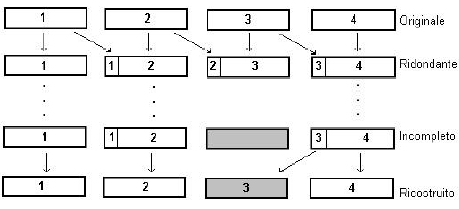 1 2 3 4 Originale
1 1 2 2 3 3 4 Ridondante
1 1 2 3 4 Incompleto
1 2 3 4 Ricostruito